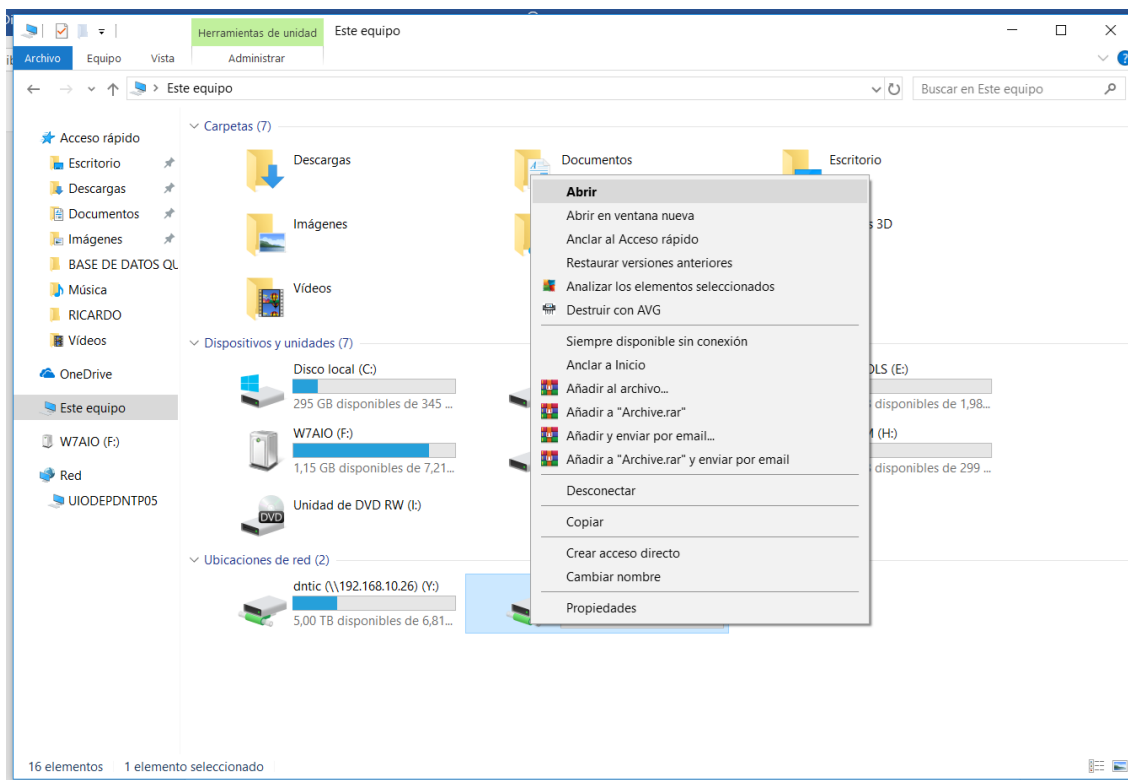 Herramientas de unidad
Este equipo
Archivo
Equipo
Vista
Administrar
Este equipo
Buscar en Este equipo
Acceso rápido
Escritorio
Descargas
Documentos
Imágenes
BASE DE DATOS QU
Música
RICARDO
Vídeos
OneDrive
Este equipo
W7AIO (F:)
Red
UIODEPDNTP05
Carpetas (7)
Descargas
Documentos
Escritorio
Imágenes
s 3D
Vídeos
Dispositivos y unidades (7)
Disco local (C:)
295 GB disponibles de 345 ...
OLS (E:)
disponibles de 1,98...
W7AIO (F:)
1,15 GB disponibles de 7,21...
(H:)
disponibles de 299 ...
Unidad de DVD RW (I:)
DVD
Ubicaciones de red (2)
dntic (\\192.168.10.26) (Y:)
5,00 TB disponibles de 6,81...
Abrir
Abrir en ventana nueva
Anclar al Acceso rápido
Restaurar versiones anteriores
Analizar los elementos seleccionados
Destruir con AVG
Siempre disponible sin conexión
Anclar a Inicio
Añadir al archivo...
Añadir a "Archive.rar"
Añadir y enviar por email...
Añadir a "Archive.rar" y enviar por email
Desconectar
Copiar
Crear acceso directo
Cambiar nombre
Propiedades
16 elementos
1 elemento seleccionado